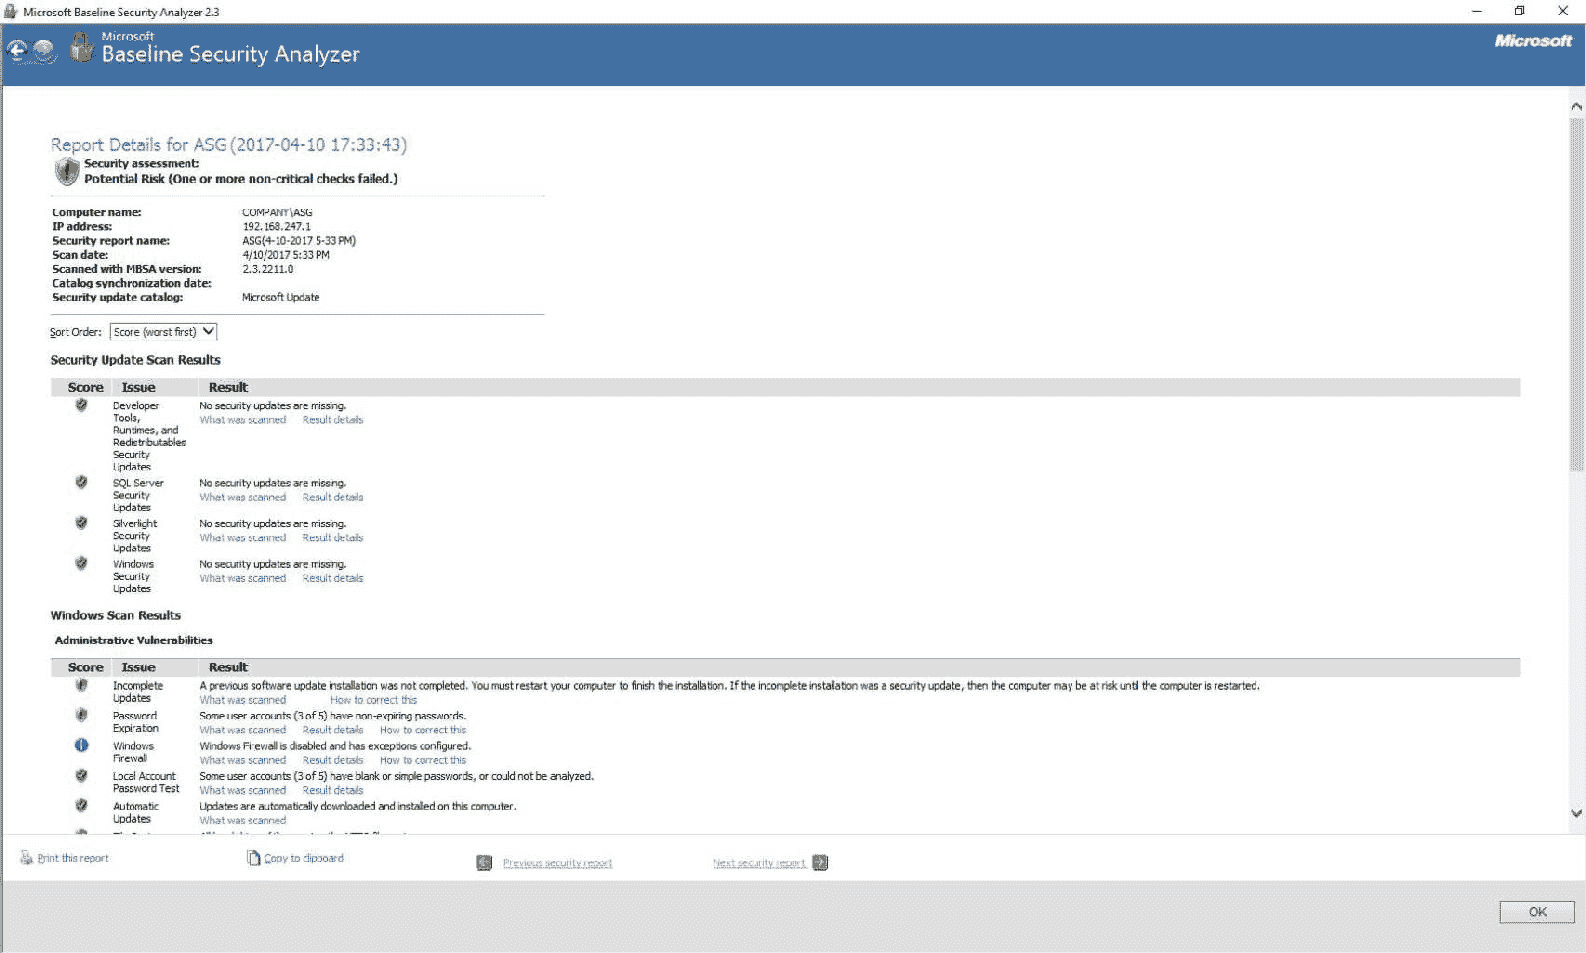 Microsoft Baseline Security Analyzer 2.3
Microsoft
Baseline Security Analyzer
Microsoft
Report Details for ASG (2017-04-10 17:33:43)
Security assessment:
Potential Risk (One or more non-critical checks failed.)
Computer name: COMPANY\ASG
IP address: 192.168.247.1
Security report name: ASG(4-10-2017 5-33 PM)
Scan date: 4/10/2017 5:33 PM
Scanned with MBSA version: 2.3.2211.0
Catalog synchronization date:
Security update catalog: Microsoft Update
Sort Order: Score (worst first)
Security Update Scan Results
Score Issue Result
Developer No security updates are missing.
Tools, What was scanned Result details
Runtimes, and
Redistributables
Security
Updates
SQL Server No security updates are missing.
Security What was scanned Result details
Updates
Silverlight No security updates are missing.
Security What was scanned Result details
Updates
Windows No security updates are missing.
Security What was scanned Result details
Updates
Windows Scan Results
Administrative Vulnerabilities
Score Issue Result
Incomplete A previous software update installation was not completed. You must restart your computer to finish the installation. If the incomplete installation was a security update, then the computer may be at risk until the computer is restarted.
Updates What was scanned How to correct this
Password Some user accounts (3 of 5) have non-expiring passwords.
Expiration What was scanned Result details How to correct this
Windows Windows Firewall is disabled and has exceptions configured.
Firewall What was scanned Result details How to correct this
Local Account Some user accounts (3 of 5) have blank or simple passwords, or could not be analyzed.
Password Test What was scanned Result details
Automatic Updates are automatically downloaded and installed on this computer.
Updates What was scanned
Print this report Copy to clipboard Previous security report Next security report
OK